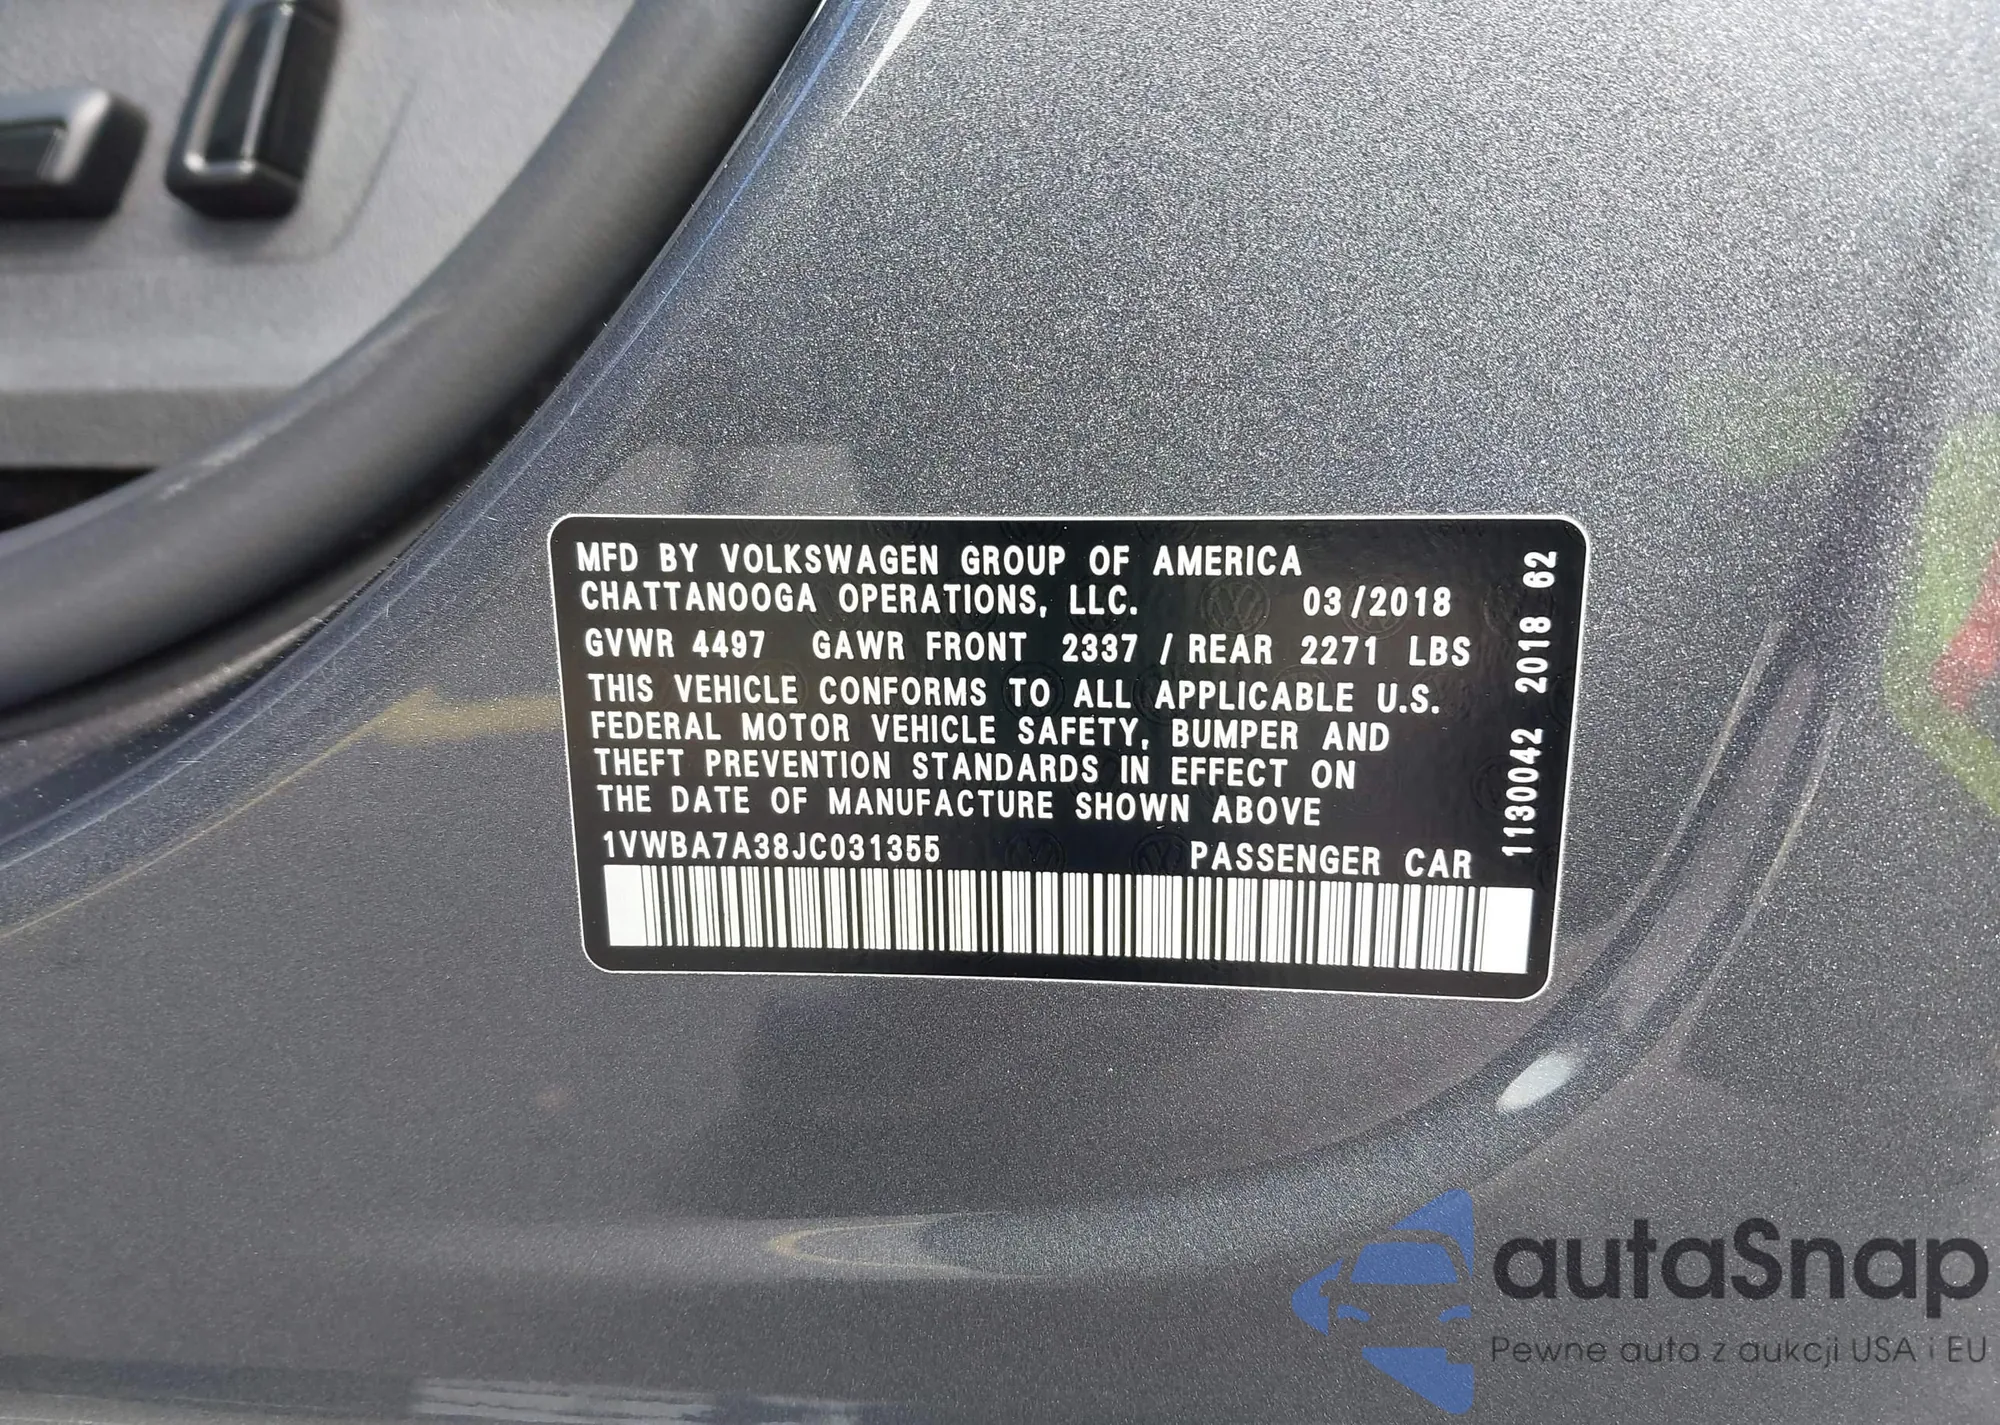 MFD BY VOLKSWAGEN GROUP OF AMERICA
CHATTANOOGA OPERATIONS, LLC. 03/2018
GVWR 4497 GAWR FRONT 2337 / REAR 2271 LBS
THIS VEHICLE CONFORMS TO ALL APPLICABLE U.S.
FEDERAL MOTOR VEHICLE SAFETY, BUMPER AND
THEFT PREVENTION STANDARDS IN EFFECT ON
THE DATE OF MANUFACTURE SHOWN ABOVE
1VWBA7A38JC031355 PASSENGER CAR
1130042 2018 62
autaSnap
Pewne auta z aukcji USA i EU